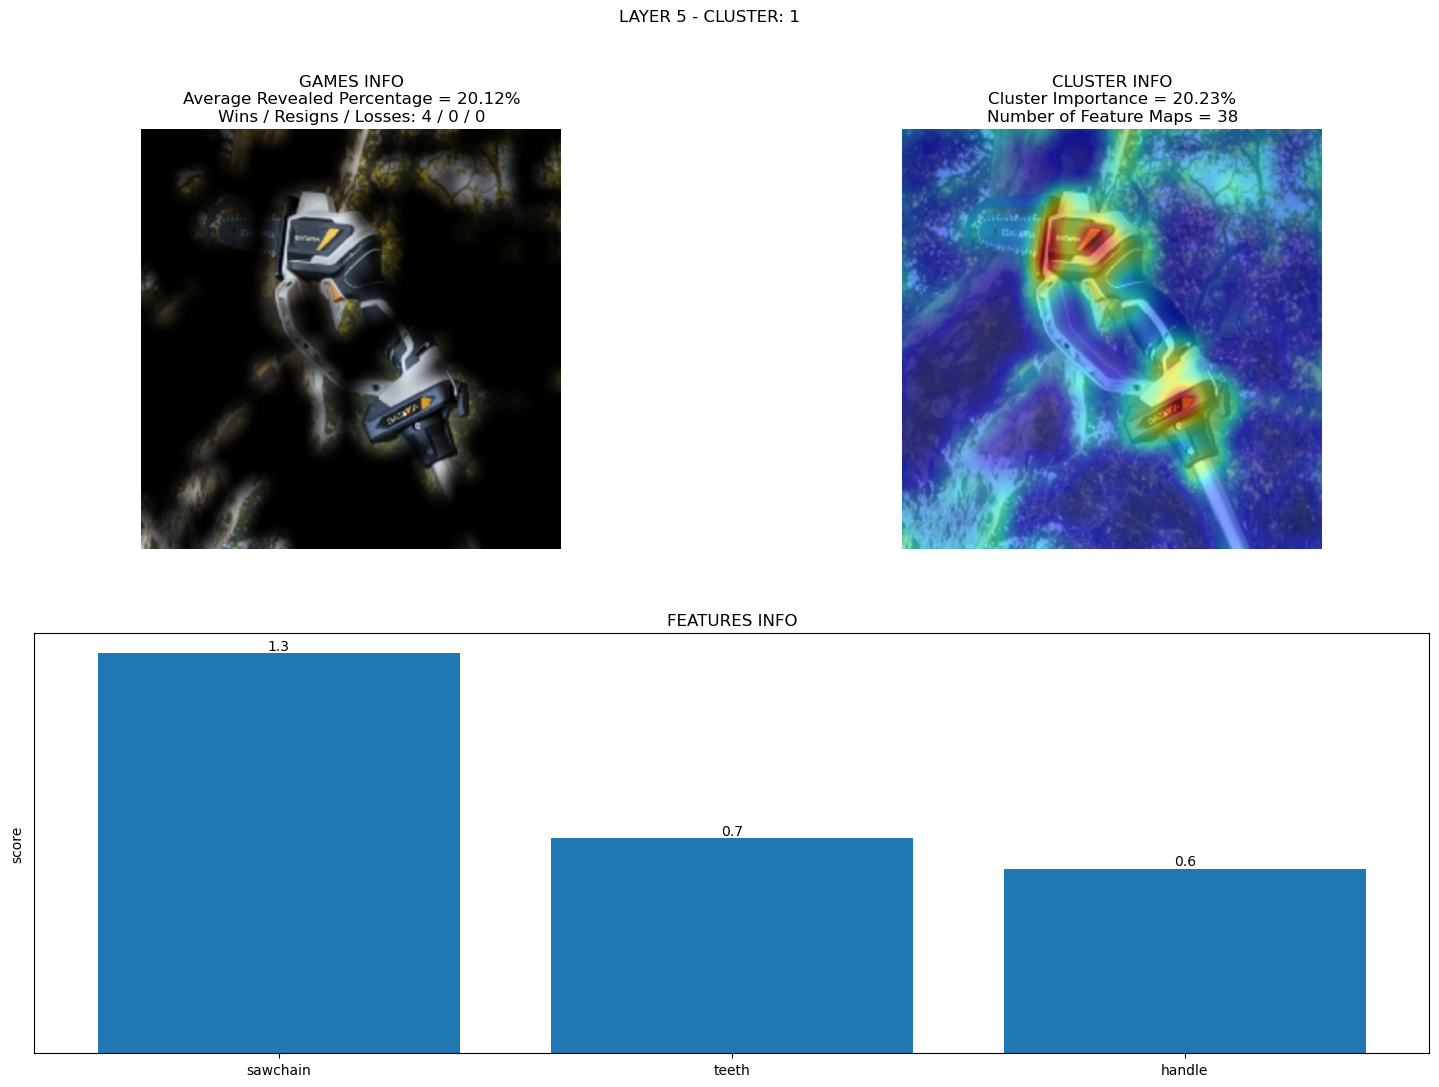 LAYER 5 - CLUSTER: 1
GAMES INFO
Average Revealed Percentage = 20.12%
Wins / Resigns / Losses: 4 / 0 / 0
CLUSTER INFO
Cluster Importance = 20.23%
Number of Feature Maps = 38
FEATURES INFO
score
1.3
0.7
0.6
sawchain
teeth
handle